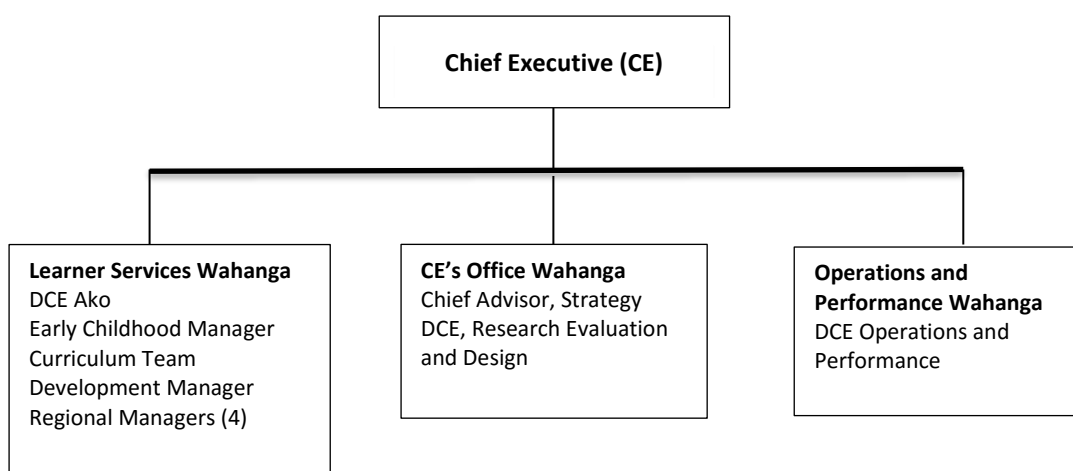 Chief Executive (CE)
Learner Services Wahanga
DCE Ako
Early Childhood Manager
Curriculum Team
Development Manager
Regional Managers (4)
CE’s Office Wahanga
Chief Advisor, Strategy
DCE, Research Evaluation
and Design
Operations and
Performance Wahanga
DCE Operations and
Performance